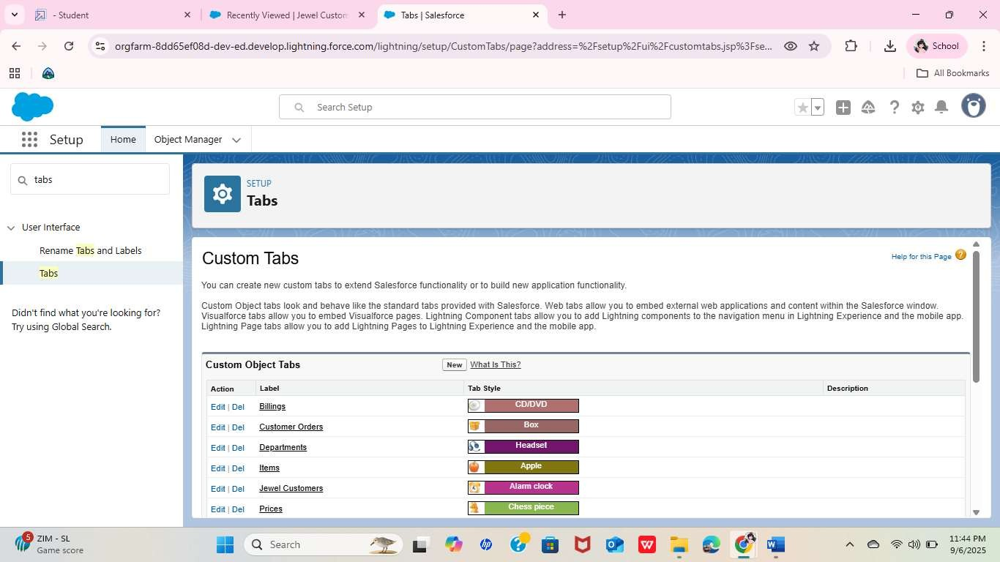 - Student
Recently Viewed | Jewel Custom
Tabs | Salesforce
orgfarm-8dd65ef08d-dev-ed.develop.lightning.force.com/lightning/setup/CustomTabs/page?address=%2Fsetup%2Fui%2Fcustomtabs.jsp%3Fse...
School
All Bookmarks
Search Setup
Setup
Home
Object Manager
tabs
User Interface
Rename Tabs and Labels
Tabs
Didn't find what you're looking for?
Try using Global Search.
SETUP
Tabs
Custom Tabs
Help for this Page ?
You can create new custom tabs to extend Salesforce functionality or to build new application functionality.
Custom Object tabs look and behave like the standard tabs provided with Salesforce. Web tabs allow you to embed external web applications and content within the Salesforce window.
Visualforce tabs allow you to embed Visualforce pages. Lightning Component tabs allow you to add Lightning components to the navigation menu in Lightning Experience and the mobile app.
Lightning Page tabs allow you to add Lightning Pages to Lightning Experience and the mobile app.
Custom Object Tabs New What Is This?
Action Label Tab Style Description
Edit | Del Billings CD/DVD
Edit | Del Customer Orders Box
Edit | Del Departments Headset
Edit | Del Items Apple
Edit | Del Jewel Customers Alarm clock
Edit | Del Prices Chess piece
5
ZIM - SL
Game score
Search
11:44 PM
9/6/2025